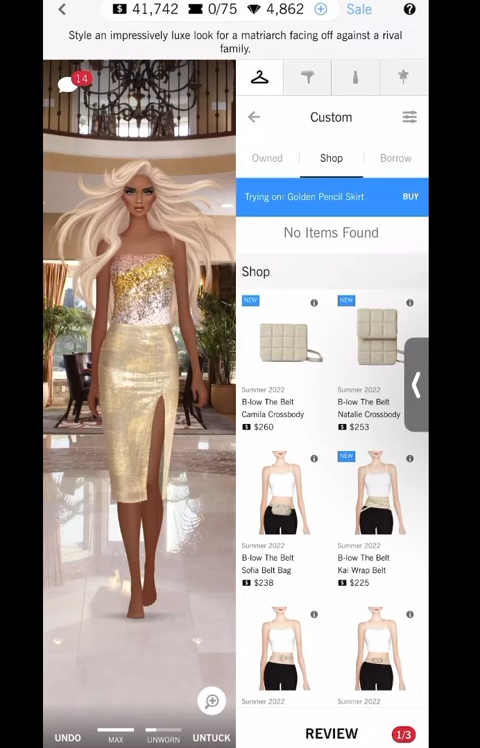 $ 41,742 0/75 4,862 + Sale ?
Style an impressively luxe look for a matriarch facing off against a rival
family.
14
Custom
Owned Shop Borrow
Trying on: Golden Pencil Skirt BUY
No Items Found
Shop
NEW
NEW
Summer 2022
B-low The Belt
Camila Crossbody
$ $260
Summer 2022
B-low The Belt
Natalie Crossbody
$ $253
NEW
Summer 2022
B-low The Belt
Sofia Belt Bag
$ $238
Summer 2022
B-low The Belt
Kai Wrap Belt
$ $225
Summer 2022
Summer 2022
UNDO MAX UNWORN UNTUCK
REVIEW 1/3